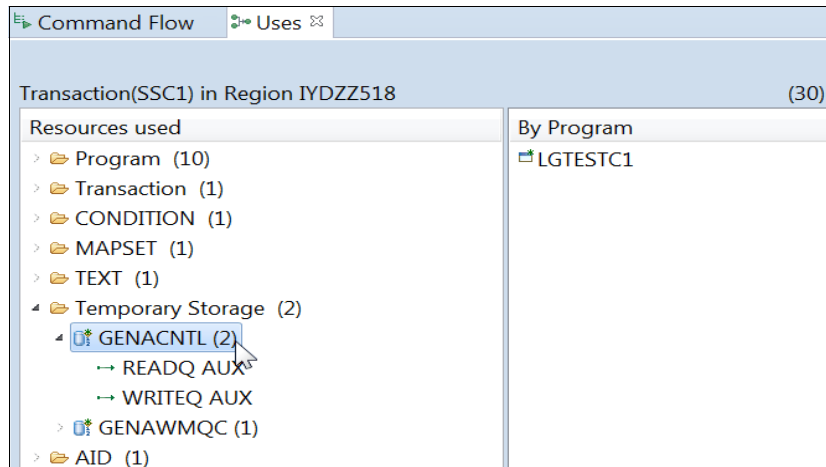 Command Flow Uses
Transaction(SSC1) in Region IYDZZ518 (30)
Resources used
Program (10)
Transaction (1)
CONDITION (1)
MAPSET (1)
TEXT (1)
Temporary Storage (2)
GENACNTL (2)
READQ AUX
WRITEQ AUX
GENAWMQC (1)
AID (1)
By Program
LGTESTC1